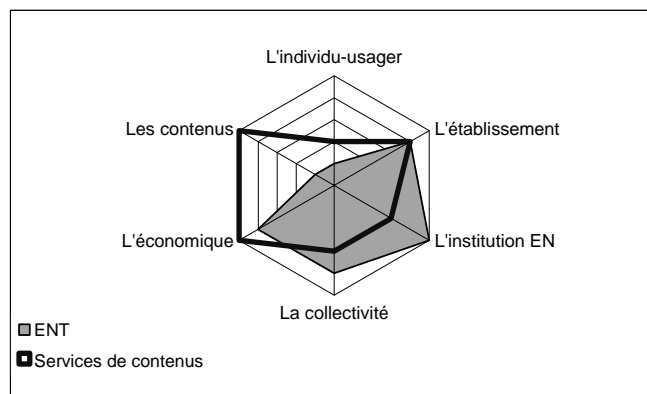 L'individu-usager
Les contenus
L'établissement
L'économique
L'institution EN
La collectivité
ENT
Services de contenus